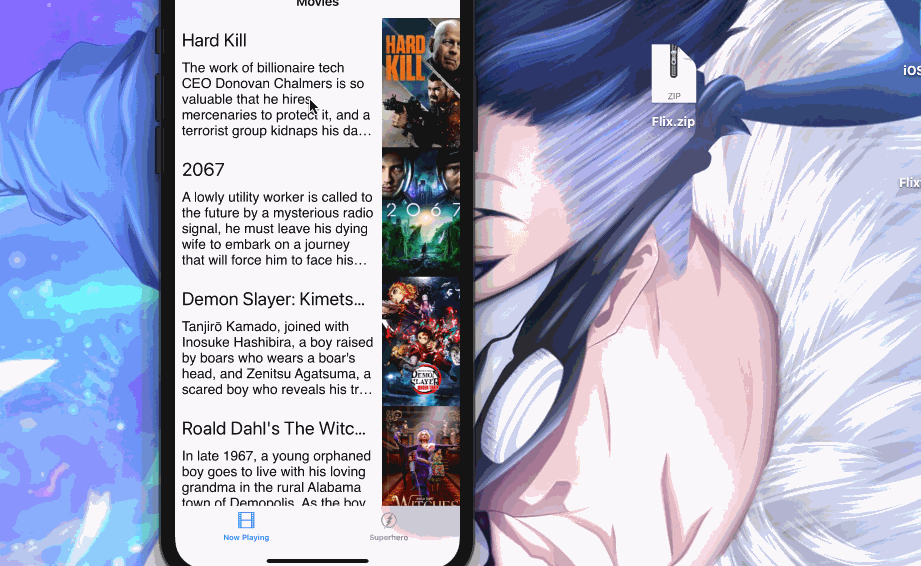 Movies
Hard Kill
The work of billionaire tech
CEO Donovan Chalmers is so
valuable that he hires
mercenaries to protect it, and a
terrorist group kidnaps his da...
HARD
KILL
2067
A lowly utility worker is called to
the future by a mysterious radio
signal, he must leave his dying
wife to embark on a journey
that will force him to face his...
2067
Demon Slayer: Kimets...
Tanjirō Kamado, joined with
Inosuke Hashibira, a boy raised
by boars who wears a boar's
head, and Zenitsu Agatsuma, a
scared boy who reveals his tr...
DEMON
SLAYER
Roald Dahl's The Witc...
In late 1967, a young orphaned
boy goes to live with his loving
grandma in the rural Alabama
town of Demopolis. As the boy
WITCHES
Now Playing
Superhero
ZIP
Flix.zip
iOS
Flix